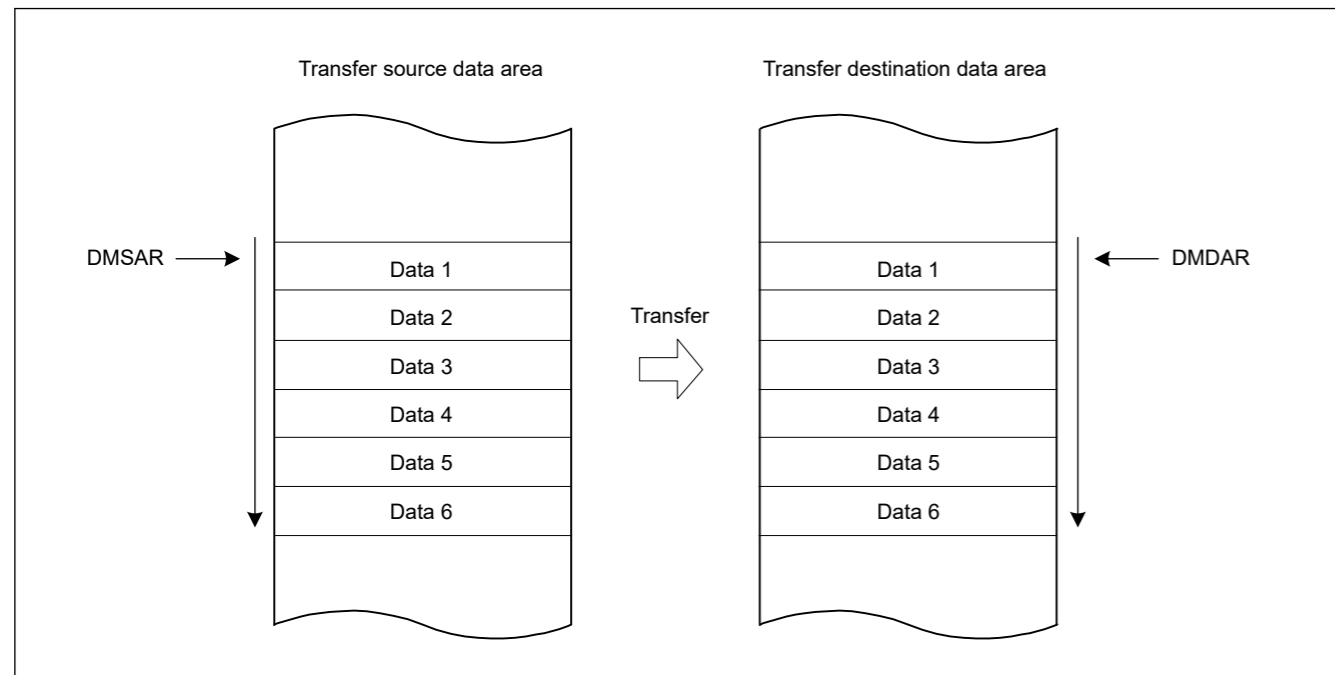 Transfer source data area
Transfer destination data area
DMSAR
Data 1
Data 1
DMDAR
Data 2
Transfer
Data 2
Data 3
Data 3
Data 4
Data 4
Data 5
Data 5
Data 6
Data 6